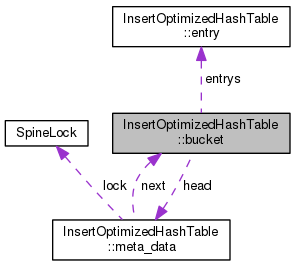 InsertOptimizedHashTable
::entry
entrys
InsertOptimizedHashTable
::bucket
SpineLock
lock
next
head
InsertOptimizedHashTable
::meta_data